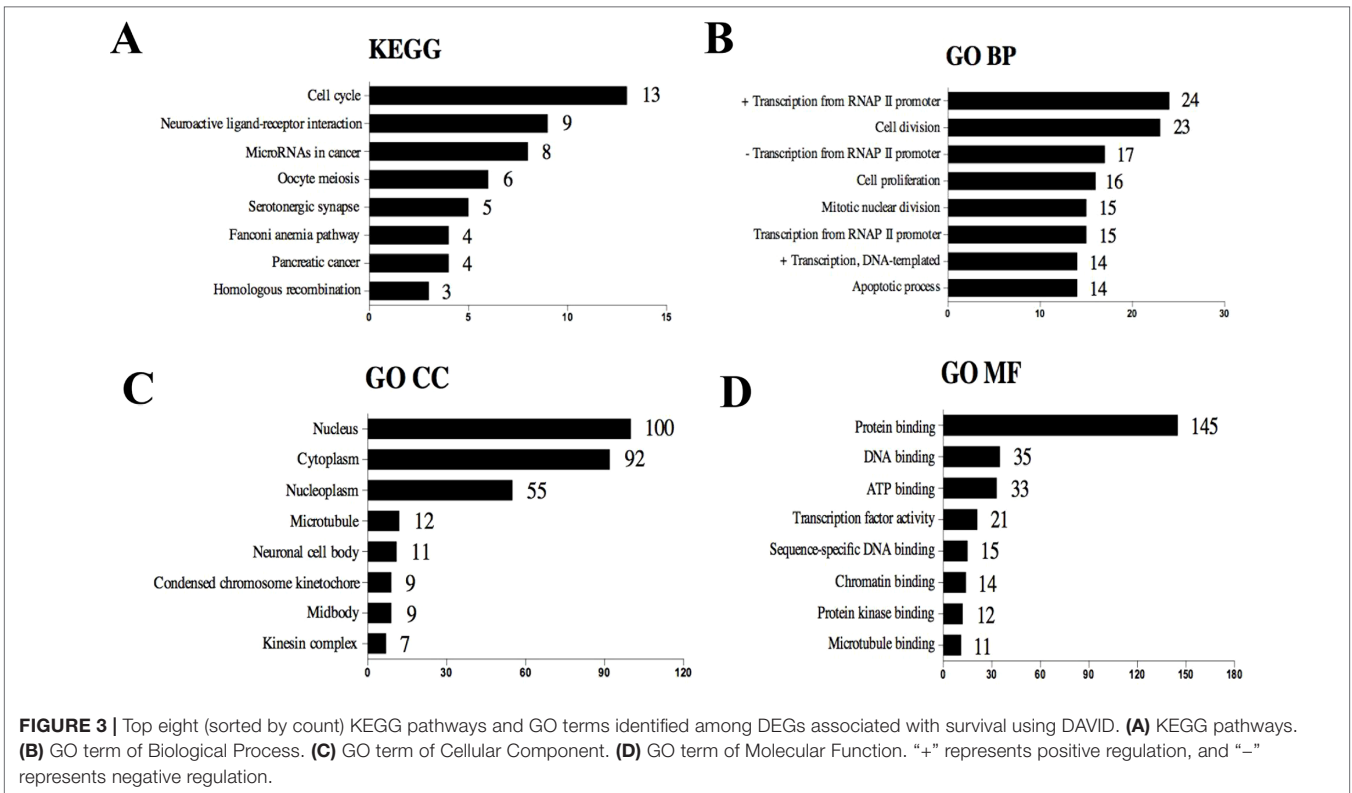 A
KEGG
Cell cycle 13
Neuroactive ligand-receptor interaction 9
MicroRNAs in cancer 8
Oocyte meiosis 6
Serotonergic synapse 5
Fanconi anemia pathway 4
Pancreatic cancer 4
Homologous recombination 3
0 5 10 15
B
GO BP
+ Transcription from RNAP II promoter 24
Cell division 23
- Transcription from RNAP II promoter 17
Cell proliferation 16
Mitotic nuclear division 15
Transcription from RNAP II promoter 15
+ Transcription, DNA-templated 14
Apoptotic process 14
0 10 20 30
C
GO CC
Nucleus 100
Cytoplasm 92
Nucleoplasm 55
Microtubule 12
Neuronal cell body 11
Condensed chromosome kinetochore 9
Midbody 9
Kinesin complex 7
0 30 60 90 120
D
GO MF
Protein binding 145
DNA binding 35
ATP binding 33
Transcription factor activity 21
Sequence-specific DNA binding 15
Chromatin binding 14
Protein kinase binding 12
Microtubule binding 11
0 30 60 90 120 150 180
FIGURE 3 | Top eight (sorted by count) KEGG pathways and GO terms identified among DEGs associated with survival using DAVID. (A) KEGG pathways.
(B) GO term of Biological Process. (C) GO term of Cellular Component. (D) GO term of Molecular Function. “+” represents positive regulation, and “−”
represents negative regulation.